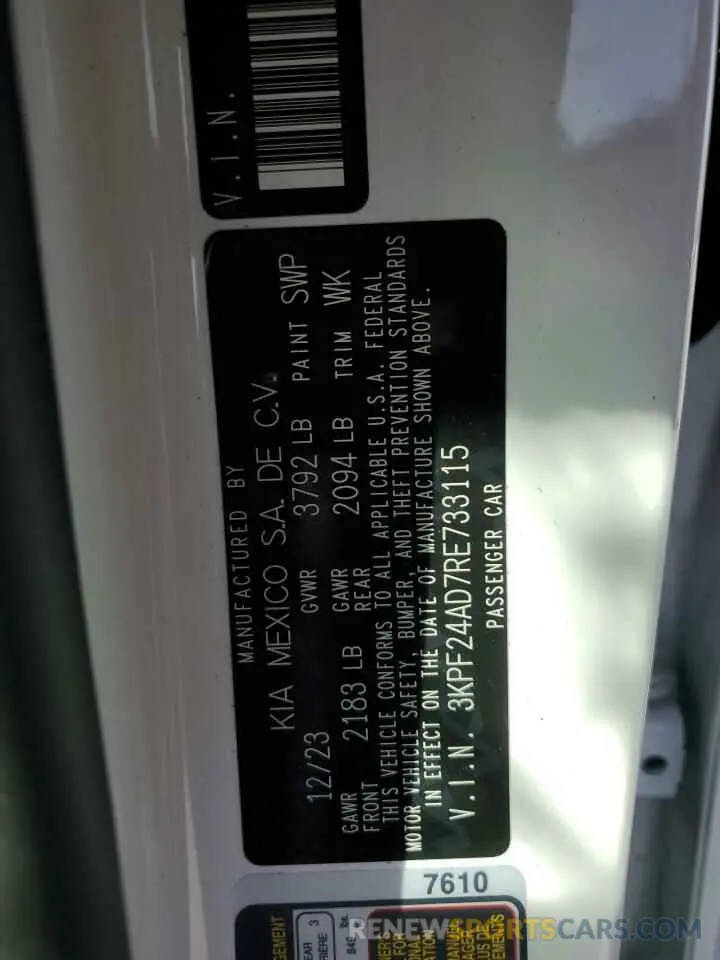 V.I.N.
MANUFACTURED BY
KIA MEXICO S.A. DE C.V.
12/23 GVWR 3792 LB PAINT SWP
GAWR FRONT 2183 LB GAWR REAR 2094 LB TRIM WK
THIS VEHICLE CONFORMS TO ALL APPLICABLE U.S.A. FEDERAL
MOTOR VEHICLE SAFETY, BUMPER, AND THEFT PREVENTION STANDARDS
IN EFFECT ON THE DATE OF MANUFACTURE SHOWN ABOVE.
V.I.N. 3KPF24AD7RE733115
PASSENGER CAR
7610
3
RENEWSPORTSCARS.COM